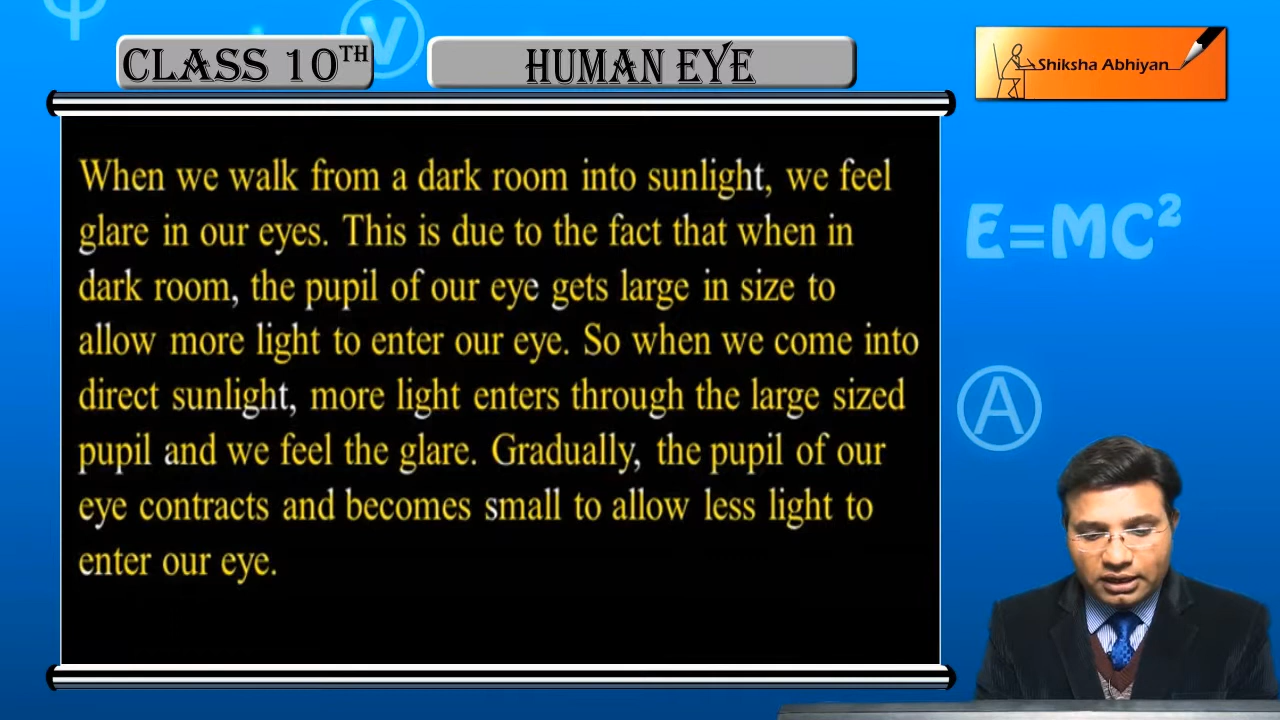 CLASS 10TH
HUMAN EYE
Shiksha Abhiyan
When we walk from a dark room into sunlight, we feel
glare in our eyes. This is due to the fact that when in
dark room, the pupil of our eye gets large in size to
allow more light to enter our eye. So when we come into
direct sunlight, more light enters through the large sized
pupil and we feel the glare. Gradually, the pupil of our
eye contracts and becomes small to allow less light to
enter our eye.
V
E=MC²
A